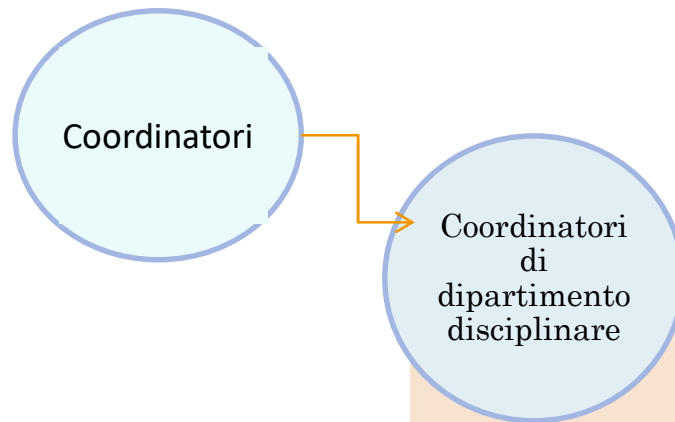 Coordinatori
Coordinatori
di
dipartimento
disciplinare